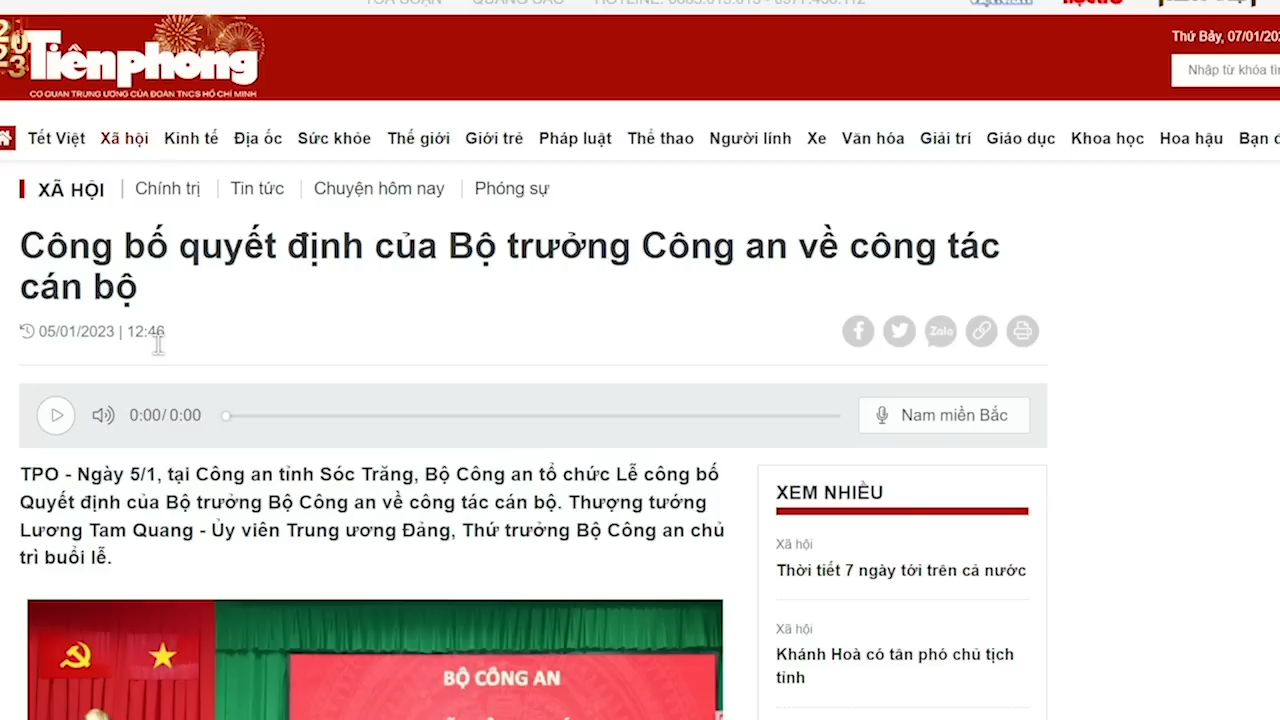 2023
Tiền phong
CƠ QUAN TRUNG ƯƠNG CỦA ĐOÀN TNCS HỒ CHÍ MINH
Thứ Bảy, 07/01/202
Nhập từ khóa tì
Tết Việt Xã hội Kinh tế Địa ốc Sức khỏe Thế giới Giới trẻ Pháp luật Thể thao Người lính Xe Văn hóa Giải trí Giáo dục Khoa học Hoa hậu Bạn
XÃ HỘI Chính trị Tin tức Chuyện hôm nay Phóng sự
Công bố quyết định của Bộ trưởng Công an về công tác
cán bộ
05/01/2023 | 12:46
Zalo
0:00/ 0:00
Nam miền Bắc
TPO - Ngày 5/1, tại Công an tỉnh Sóc Trăng, Bộ Công an tổ chức Lễ công bố
Quyết định của Bộ trưởng Bộ Công an về công tác cán bộ. Thượng tướng
Lương Tam Quang - Ủy viên Trung ương Đảng, Thứ trưởng Bộ Công an chủ
trì buổi lễ.
XEM NHIỀU
Xã hội
Thời tiết 7 ngày tới trên cả nước
Xã hội
Khánh Hoà có tân phó chủ tịch
tỉnh
BỘ CÔNG AN